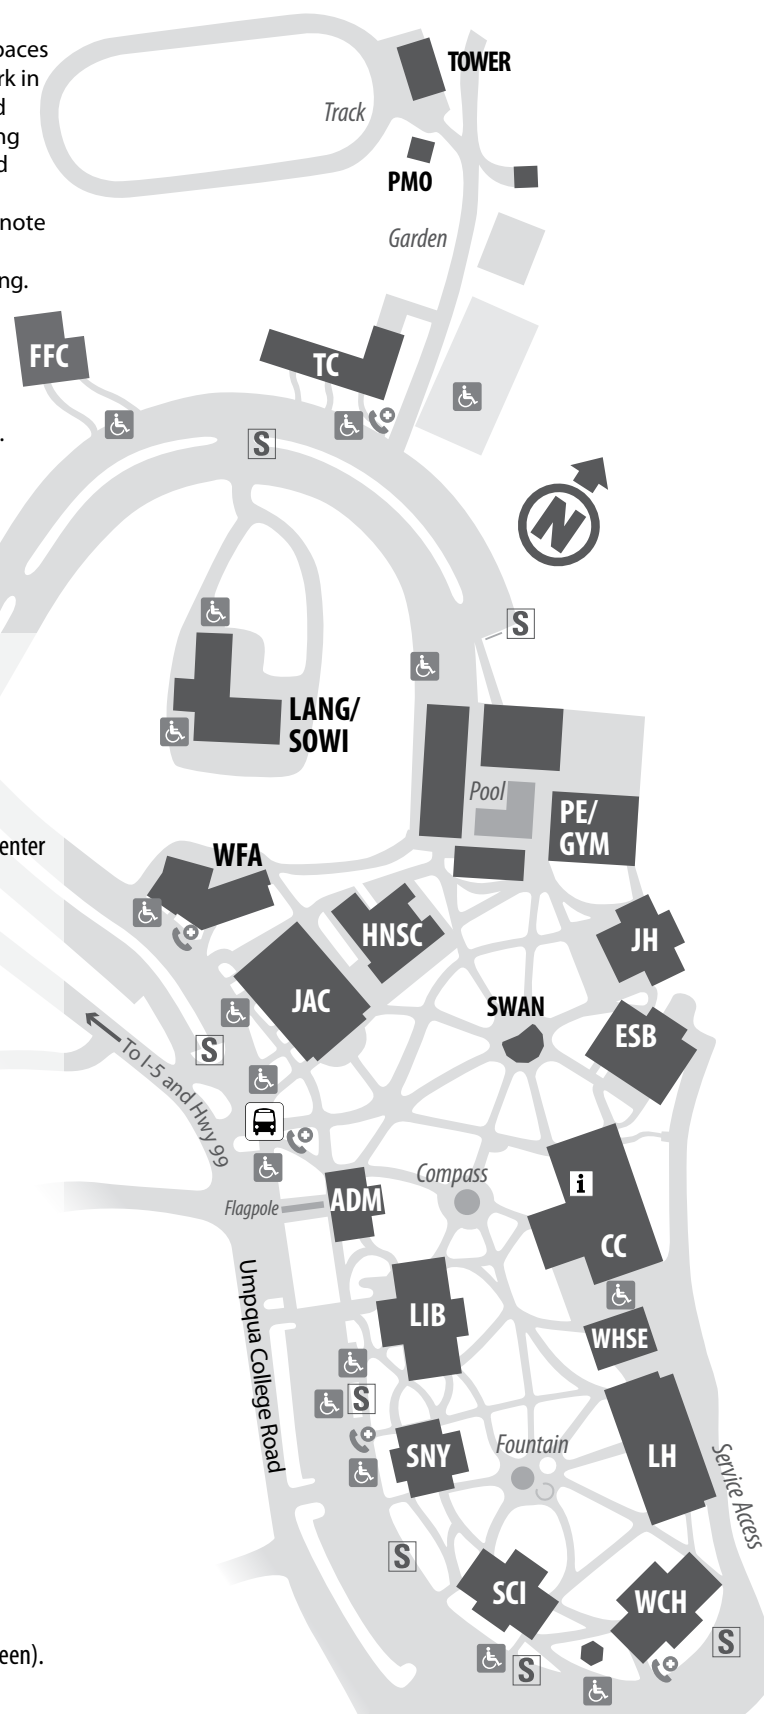 paces
TOWER
rk in
Track
d
ng
d
PMO
note
Garden
ng.
FFC
TC
S
.
N
S
LANG/
SOWI
Pool
PE/
GYM
enter
WFA
HNSC
JH
JAC
SWAN
ESB
S
To I-5 and Hwy 99
Compass
i
ADM
Flagpole
CC
Umpqua College Road
LIB
WHSE
S
SNY
Fountain
LH
Service Access
S
SCI
WCH
S
S
een).